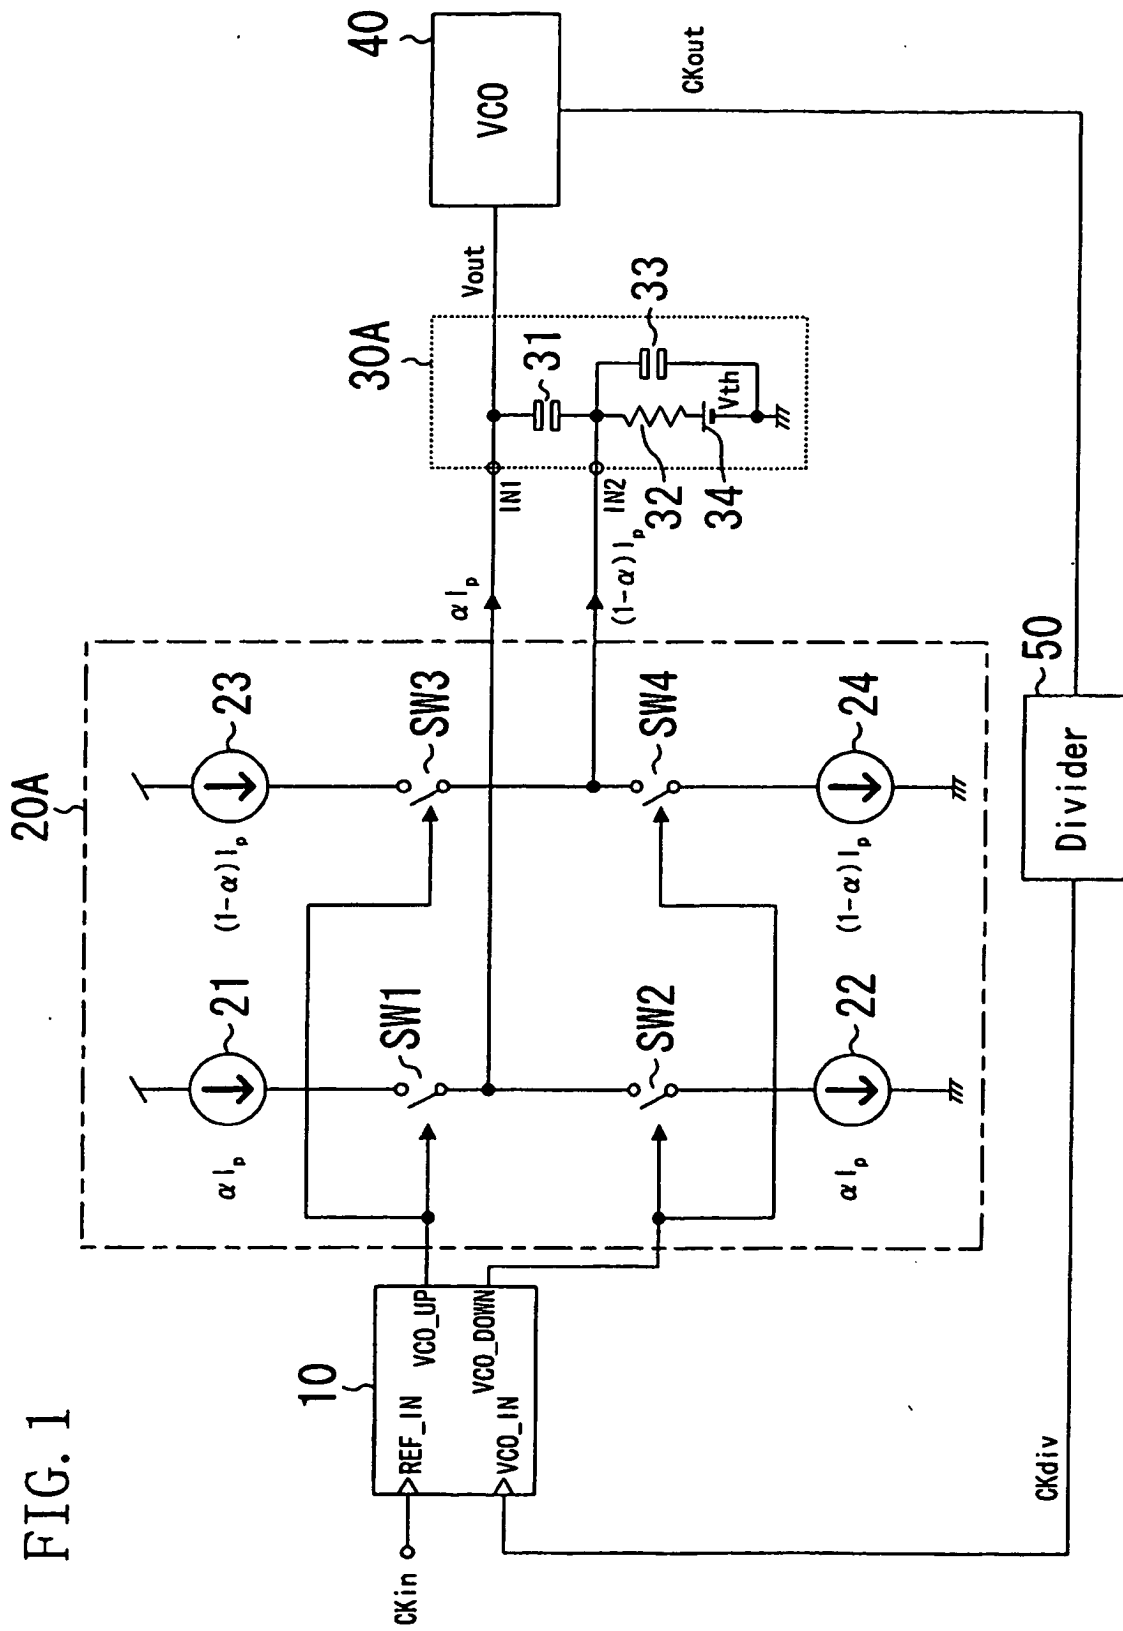 FIG. 1
20A
21
αIp
23
(1-α)Ip
SW1
SW3
SW2
SW4
22
αIp
24
(1-α)Ip
10
REF_IN
VCO_UP
VCO_DOWN
VCO_IN
CKin
αIp
(1-α)Ip
30A
IN1
IN2
31
32
33
34
Vth
Vout
40
VCO
CKout
50
Divider
CKdiv